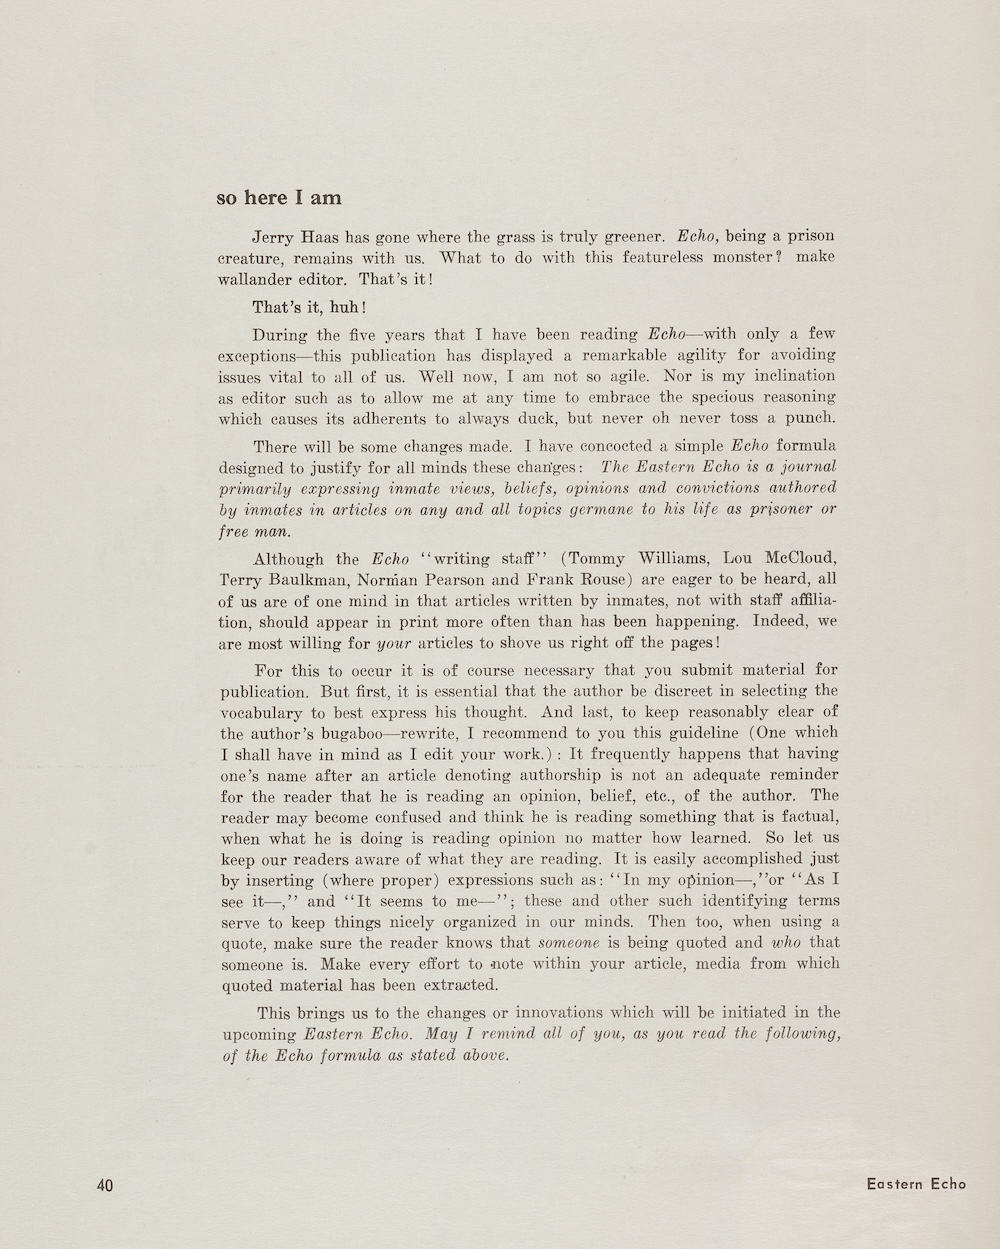 so here I am
Jerry Haas has gone where the grass is truly greener. Echo, being a prison
creature, remains with us. What to do with this featureless monster? make
wallander editor. That's it!
That's it, huh!
During the five years that I have been reading Echo—with only a few
exceptions—this publication has displayed a remarkable agility for avoiding
issues vital to all of us. Well now, I am not so agile. Nor is my inclination
as editor such as to allow me at any time to embrace the specious reasoning
which causes its adherents to always duck, but never oh never toss a punch.
There will be some changes made. I have concocted a simple Echo formula
designed to justify for all minds these changes: The Eastern Echo is a journal
primarily expressing inmate views, beliefs, opinions and convictions authored
by inmates in articles on any and all topics germane to his life as prisoner or
free man.
Although the Echo ‘‘writing staff’’ (Tommy Williams, Lou McCloud,
Terry Baulkman, Norman Pearson and Frank Rouse) are eager to be heard, all
of us are of one mind in that articles written by inmates, not with staff affilia-
tion, should appear in print more often than has been happening. Indeed, we
are most willing for your articles to shove us right off the pages!
For this to occur it is of course necessary that you submit material for
publication. But first, it is essential that the author be discreet in selecting the
vocabulary to best express his thought. And last, to keep reasonably clear of
the author's bugaboo—rewrite, I recommend to you this guideline (One which
I shall have in mind as I edit your work.) : It frequently happens that having
one's name after an article denoting authorship is not an adequate reminder
for the reader that he is reading an opinion, belief, etc., of the author. The
reader may become confused and think he is reading something that is factual,
when what he is doing is reading opinion no matter how learned. So let us
keep our readers aware of what they are reading. It is easily accomplished just
by inserting (where proper) expressions such as: ‘‘In my opinion—,’’or ‘‘As I
see it—,’’ and ‘‘It seems to me—’’; these and other such identifying terms
serve to keep things nicely organized in our minds. Then too, when using a
quote, make sure the reader knows that someone is being quoted and who that
someone is. Make every effort to note within your article, media from which
quoted material has been extracted.
This brings us to the changes or innovations which will be initiated in the
upcoming Eastern Echo. May I remind all of you, as you read the following,
of the Echo formula as stated above.
40
Eastern Echo